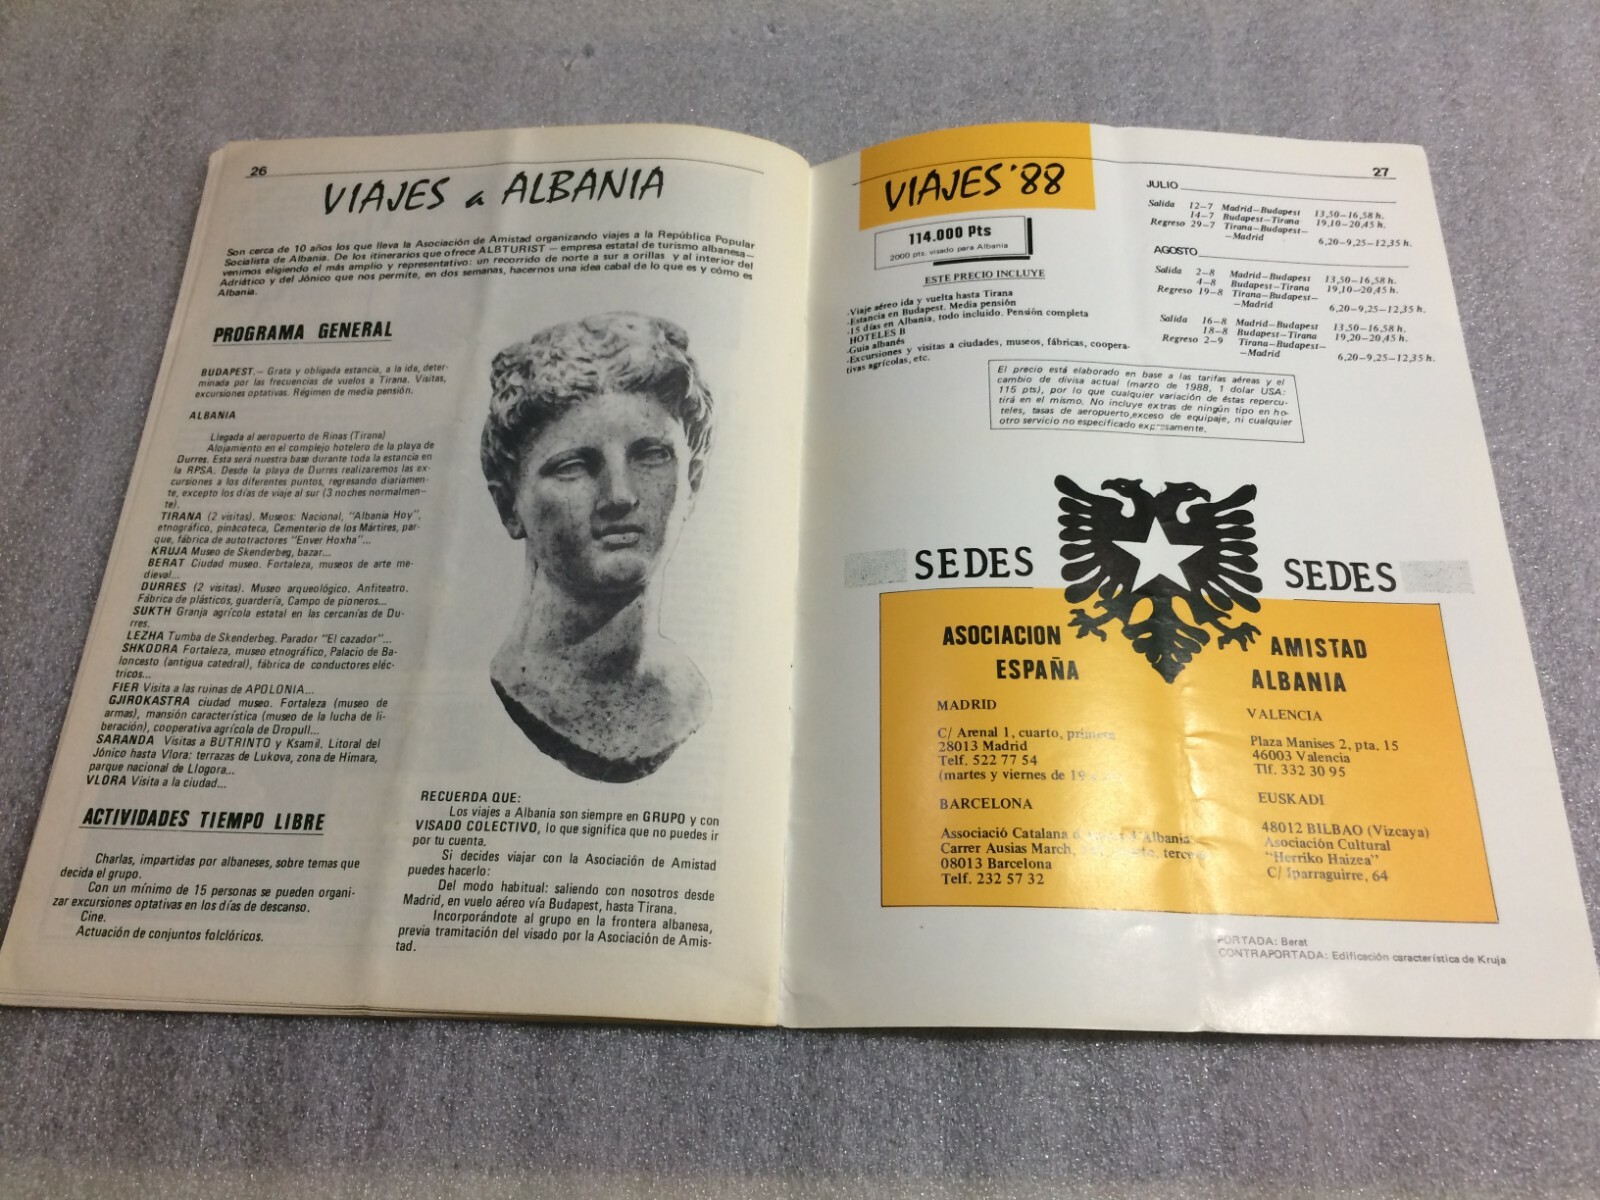 26
VIAJES a ALBANIA
Son cerca de 10 años los que lleva la Asociación de Amistad organizando viajes a la República Popular
Socialista de Albania. De los itinerarios que ofrece ALBTURIST — empresa estatal de turismo albanesa—
venimos eligiendo el más amplio y representativo: un recorrido de norte a sur a orillas y al interior del
Adriático y del Jónico que nos permite, en dos semanas, hacernos una idea cabal de lo que es y cómo es
Albania.
PROGRAMA GENERAL
BUDAPEST.— Grata y obligada estancia, a la ida, deter-
minada por las frecuencias de vuelos a Tirana. Visitas,
excursiones optativas. Régimen de media pensión.
ALBANIA
Llegada al aeropuerto de Rinas (Tirana)
Alojamiento en el complejo hotelero de la playa de
Durres. Esta será nuestra base durante toda la estancia en
la RPSA. Desde la playa de Durres realizaremos las ex-
cursiones a los diferentes puntos, regresando diariamen-
te, excepto los días de viaje al sur (3 noches normalmen—
te).
TIRANA (2 visitas). Museos: Nacional, "Albania Hoy",
etnográfico, pinacoteca, Cementerio de los Mártires, par-
que, fábrica de autotractores "Enver Hoxha"...
KRUJA Museo de Skenderbeg, bazar...
BERAT Ciudad museo. Fortaleza, museos de arte me-
dieval...
DURRES (2 visitas). Museo arqueológico. Anfiteatro.
Fábrica de plásticos, guardería, Campo de pioneros...
SUKTH Granja agrícola estatal en las cercanías de Du-
rres.
LEZHA Tumba de Skenderbeg. Parador "El cazador"...
SHKODRA Fortaleza, museo etnográfico, Palacio de Ba-
loncesto (antigua catedral), fábrica de conductores eléc-
tricos...
FIER Visita a las ruinas de APOLONIA...
GJIROKASTRA ciudad museo. Fortaleza (museo de
armas), mansión característica (museo de la lucha de li-
beración), cooperativa agrícola de Dropull...
SARANDA Visitas a BUTRINTO y Ksamil. Litoral del
Jónico hasta Vlora: terrazas de Lukova, zona de Himara,
parque nacional de Llogora...
VLORA Visita a la ciudad...
ACTIVIDADES TIEMPO LIBRE
Charlas, impartidas por albaneses, sobre temas que
decida el grupo.
Con un mínimo de 15 personas se pueden organi-
zar excursiones optativas en los días de descanso.
Cine.
Actuación de conjuntos folclóricos.
RECUERDA QUE:
Los viajes a Albania son siempre en GRUPO y con
VISADO COLECTIVO, lo que significa que no puedes ir
por tu cuenta.
Si decides viajar con la Asociación de Amistad
puedes hacerlo:
Del modo habitual: saliendo con nosotros desde
Madrid, en vuelo aéreo vía Budapest, hasta Tirana.
Incorporándote al grupo en la frontera albanesa,
previa tramitación del visado por la Asociación de Amis-
tad.
27
VIAJES '88
114.000 Pts
2000 pts. visado para Albania
ESTE PRECIO INCLUYE
-Viaje aéreo ida y vuelta hasta Tirana
-Estancia en Budapest. Media pensión
-15 días en Albania, todo incluido. Pensión completa
HOTELES B
-Guía albanés
-Excursiones y visitas a ciudades, museos, fábricas, coopera-
tivas agrícolas, etc.
JULIO
Salida 12—7 Madrid—Budapest 13,50—16,58 h.
14—7 Budapest—Tirana 19,10—20,45 h.
Regreso 29—7 Tirana—Budapest—
—Madrid 6,20—9,25—12,35 h.
AGOSTO
Salida 2—8 Madrid—Budapest 13,50—16,58 h.
4—8 Budapest—Tirana 19,10—20,45 h.
Regreso 19—8 Tirana—Budapest—
—Madrid 6,20—9,25—12,35 h.
Salida 16—8 Madrid—Budapest 13,50—16,58 h.
18—8 Budapest—Tirana 19,20—20,45 h.
Regreso 2—9 Tirana—Budapest—
—Madrid 6,20—9,25—12,35 h.
El precio está elaborado en base a las tarifas aéreas y el
cambio de divisa actual (marzo de 1988, 1 dolar USA:
115 pts), por lo que cualquier variación de éstas repercu-
tirá en el mismo. No incluye extras de ningún tipo en ho-
teles, tasas de aeropuerto,exceso de equipaje, ni cualquier
otro servicio no especificado expresamente.
SEDES SEDES
ASOCIACION AMISTAD
ESPAÑA ALBANIA
MADRID
C/ Arenal 1, cuarto, primera
28013 Madrid
Telf. 522 77 54
(martes y viernes de 19
BARCELONA
Associació Catalana d'Albania
Carrer Ausias March,
08013 Barcelona
Telf. 232 57 32
VALENCIA
Plaza Manises 2, pta. 15
46003 Valencia
Tlf. 332 30 95
EUSKADI
48012 BILBAO (Vizcaya)
Asociación Cultural
"Herriko Haizea"
C/ Iparraguirre, 64
PORTADA: Berat
CONTRAPORTADA: Edificación característica de Kruja